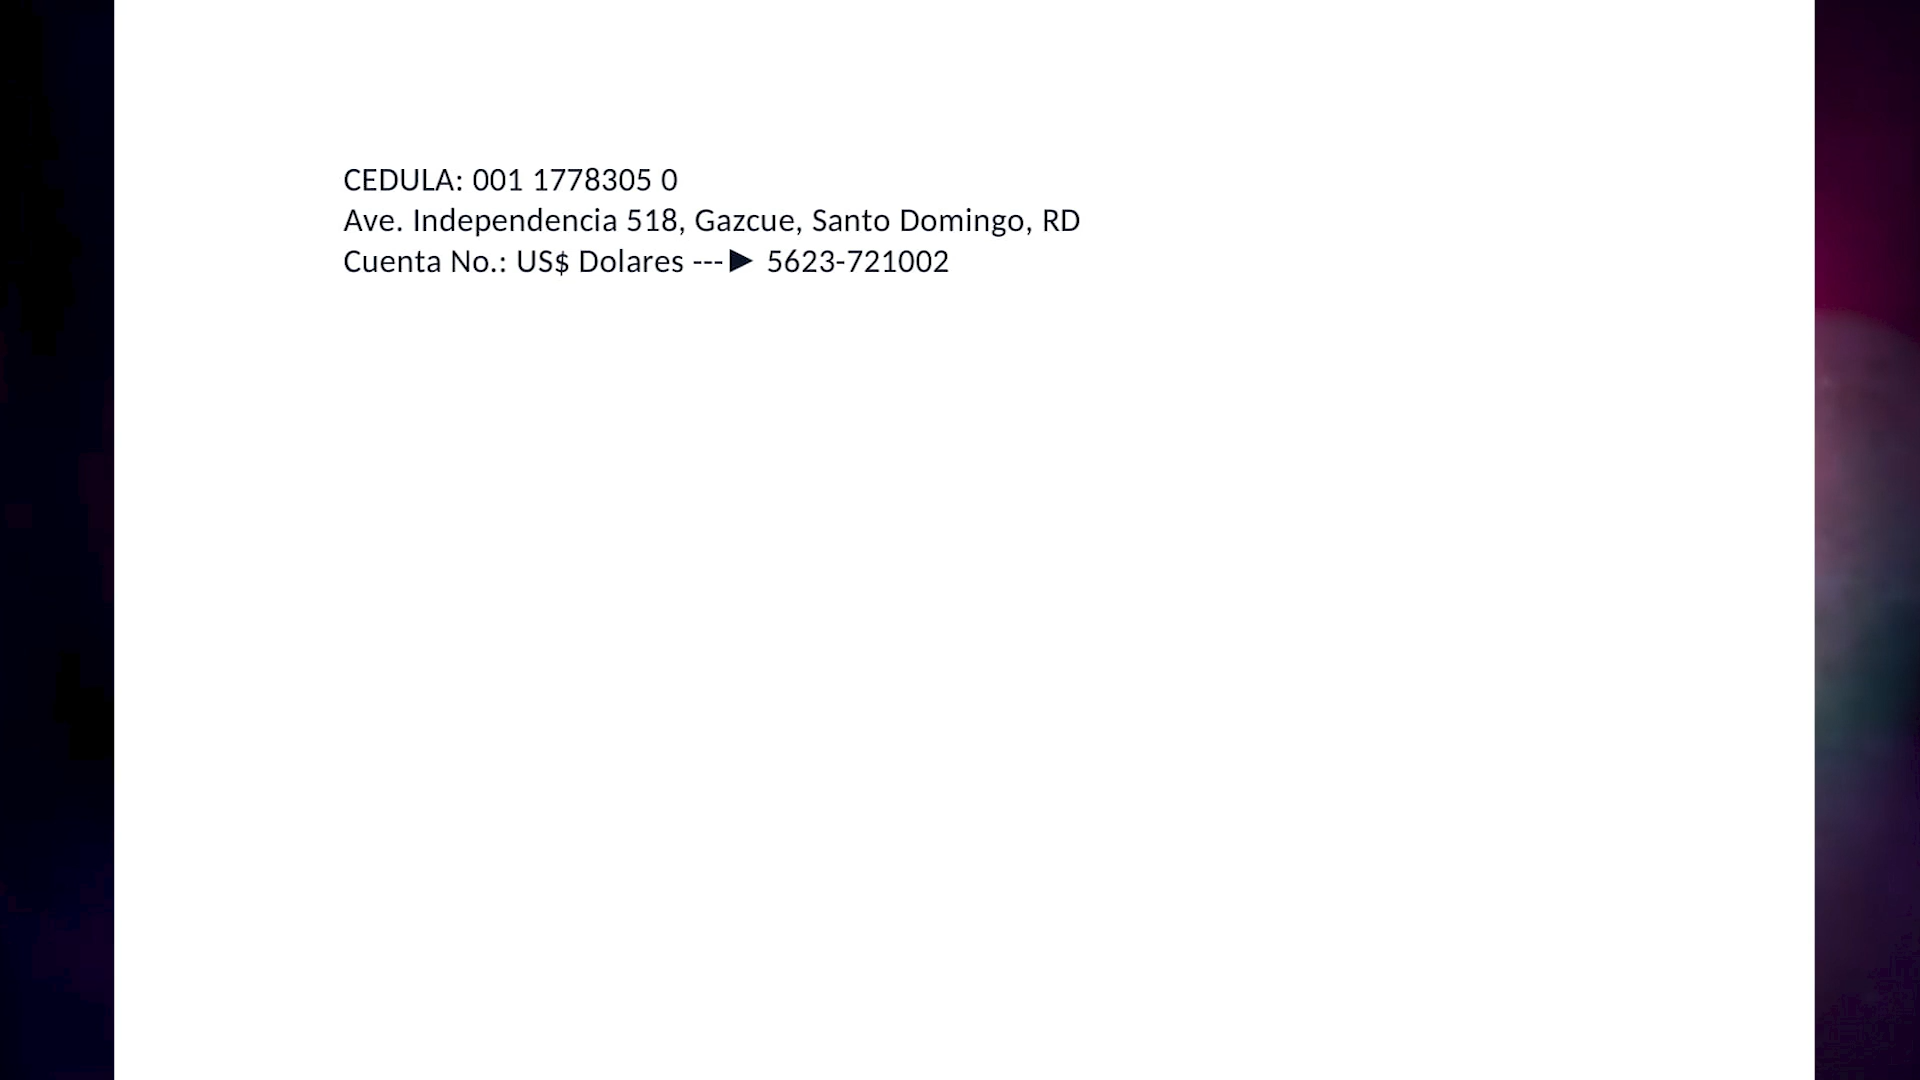 CEDULA: 001 1778305 0
Ave. Independencia 518, Gazcue, Santo Domingo, RD
Cuenta No.: US$ Dolares ---► 5623-721002